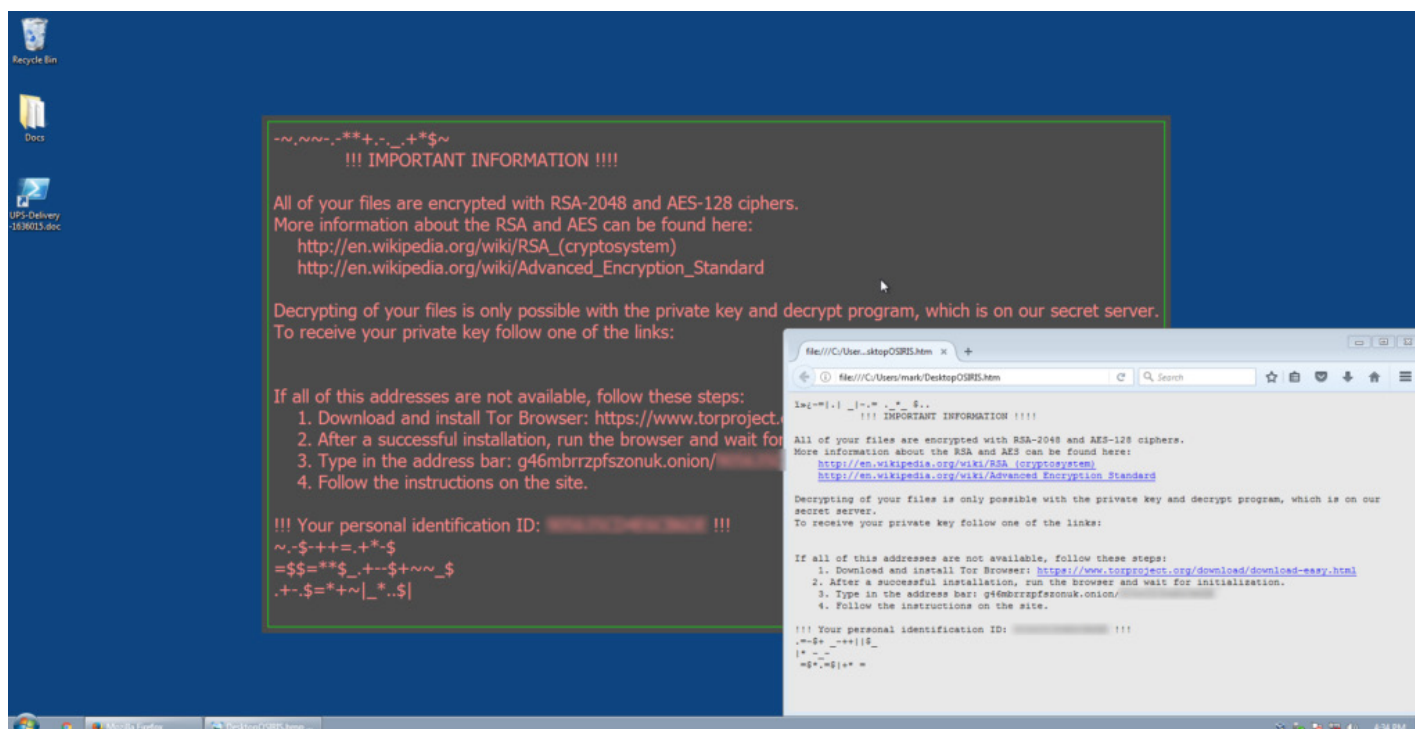 Recycle Bin
Docs
UPS-Delivery
-1636015.doc
-~.~~-.-**+.-._.+*$~
!!! IMPORTANT INFORMATION !!!!
All of your files are encrypted with RSA-2048 and AES-128 ciphers.
More information about the RSA and AES can be found here:
http://en.wikipedia.org/wiki/RSA_(cryptosystem)
http://en.wikipedia.org/wiki/Advanced_Encryption_Standard
Decrypting of your files is only possible with the private key and decrypt program, which is on our secret server.
To receive your private key follow one of the links:
If all of this addresses are not available, follow these steps:
1. Download and install Tor Browser: https://www.torproject.
2. After a successful installation, run the browser and wait for
3. Type in the address bar: g46mbrrzpfszonuk.onion/
4. Follow the instructions on the site.
!!! Your personal identification ID: !!!
~.-$-++=.+*-$
=$$=**$_.+--$+~~_$
.+-.$=*+~|_*..$|
file:///C:/User...sktopOSIRIS.htm × +
file:///C:/Users/mark/DesktopOSIRIS.htm
Search
ï»¿-=|.| _|-.= ._*_ $..
!!! IMPORTANT INFORMATION !!!!
All of your files are encrypted with RSA-2048 and AES-128 ciphers.
More information about the RSA and AES can be found here:
http://en.wikipedia.org/wiki/RSA_(cryptosystem)
http://en.wikipedia.org/wiki/Advanced_Encryption_Standard
Decrypting of your files is only possible with the private key and decrypt program, which is on our
secret server.
To receive your private key follow one of the links:
If all of this addresses are not available, follow these steps:
1. Download and install Tor Browser: https://www.torproject.org/download/download-easy.html
2. After a successful installation, run the browser and wait for initialization.
3. Type in the address bar: g46mbrrzpfszonuk.onion/
4. Follow the instructions on the site.
!!! Your personal identification ID: !!!
.=-$+ _-++||$_
|* -_-
=$*.=$|+* =
Mozilla Firefox
DesktopOSIRIS.bmp
4:34 PM